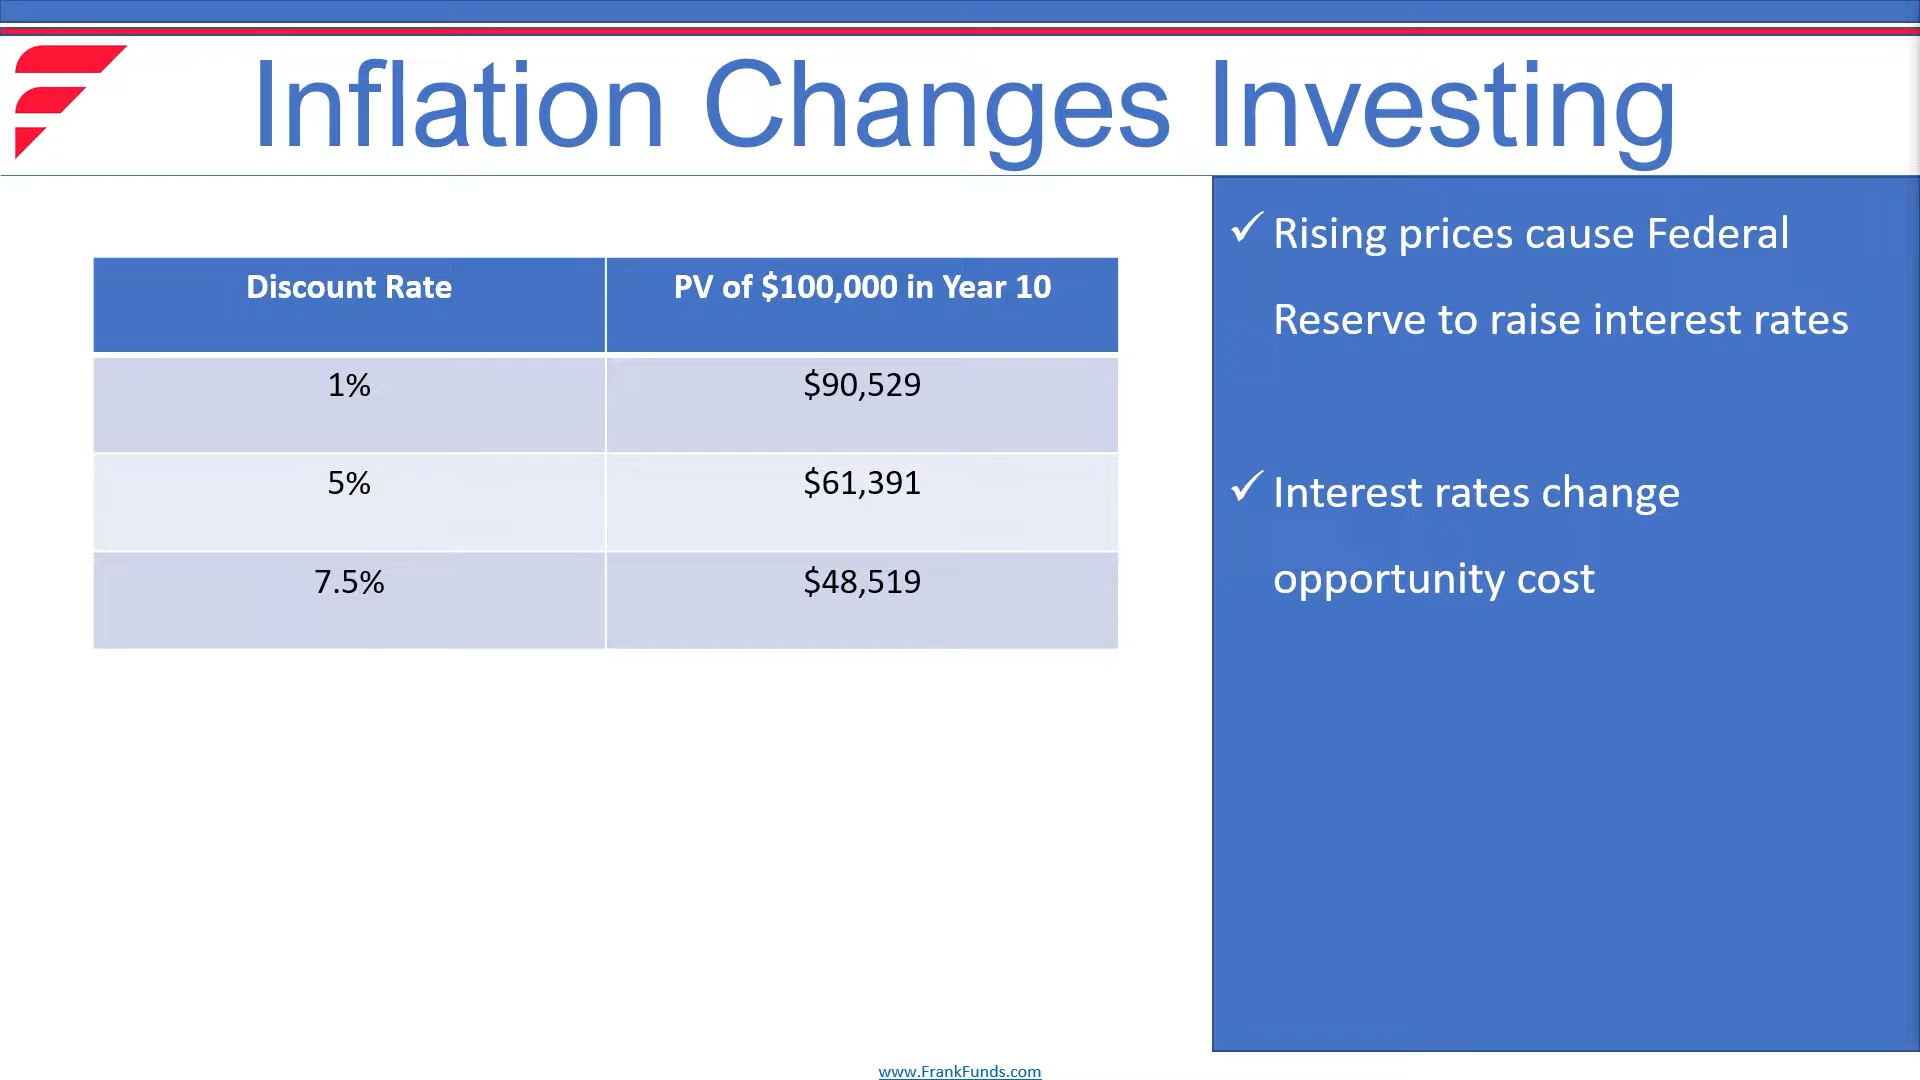 Inflation Changes Investing
Discount Rate PV of $100,000 in Year 10
1% $90,529
5% $61,391
7.5% $48,519
✓ Rising prices cause Federal
Reserve to raise interest rates
✓ Interest rates change
opportunity cost
www.FrankFunds.com